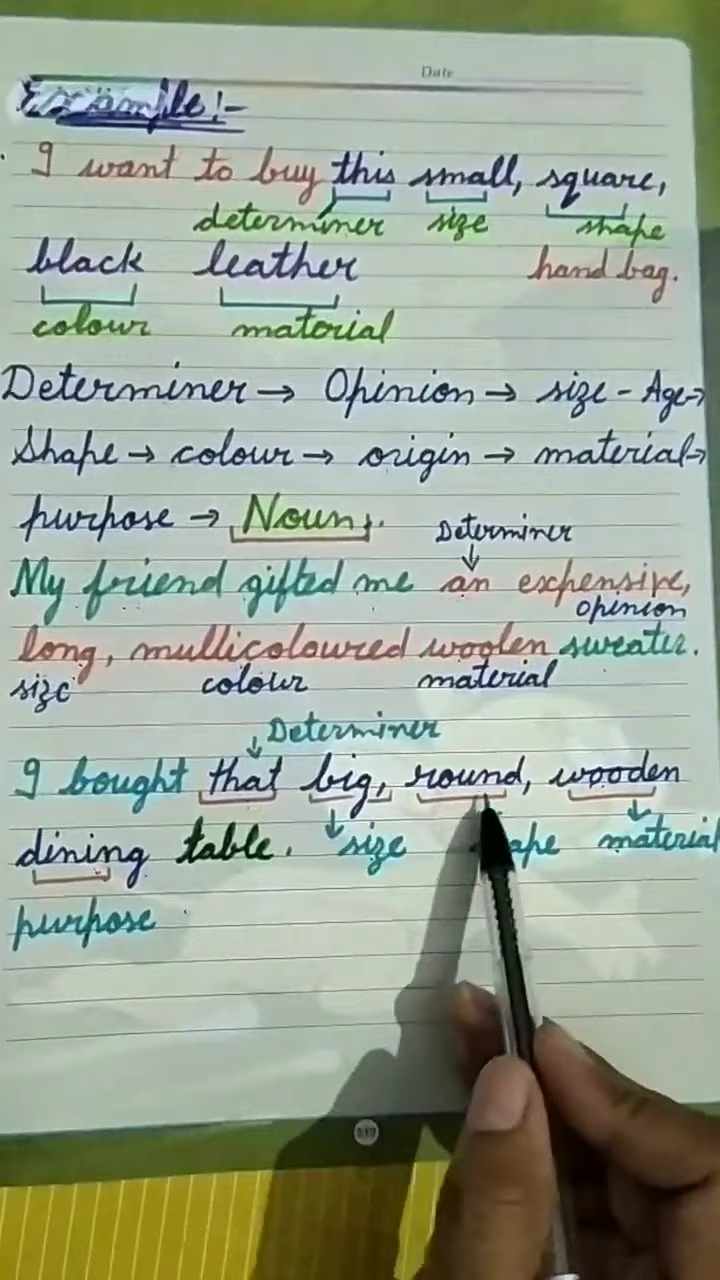 Date
Example:-
I want to buy this small, square,
determiner size shape
black leather hand bag.
colour material
Determiner → Opinion → size - Age →
Shape → colour → origin → material →
purpose → Noun.
Determiner
My friend gifted me an expensive,
opinion
long, mullicoloured woolen sweater.
size colour material
Determiner
I bought that big, round, wooden
dining table. size material
purpose